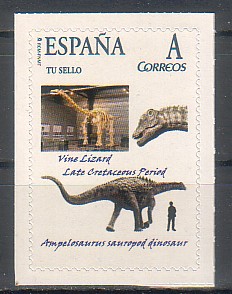 ESPAÑA
A
TU SELLO
CORREOS
Vine Lizard
Late Cretaceous Period
Ampelosaurus sauropod dinosaur